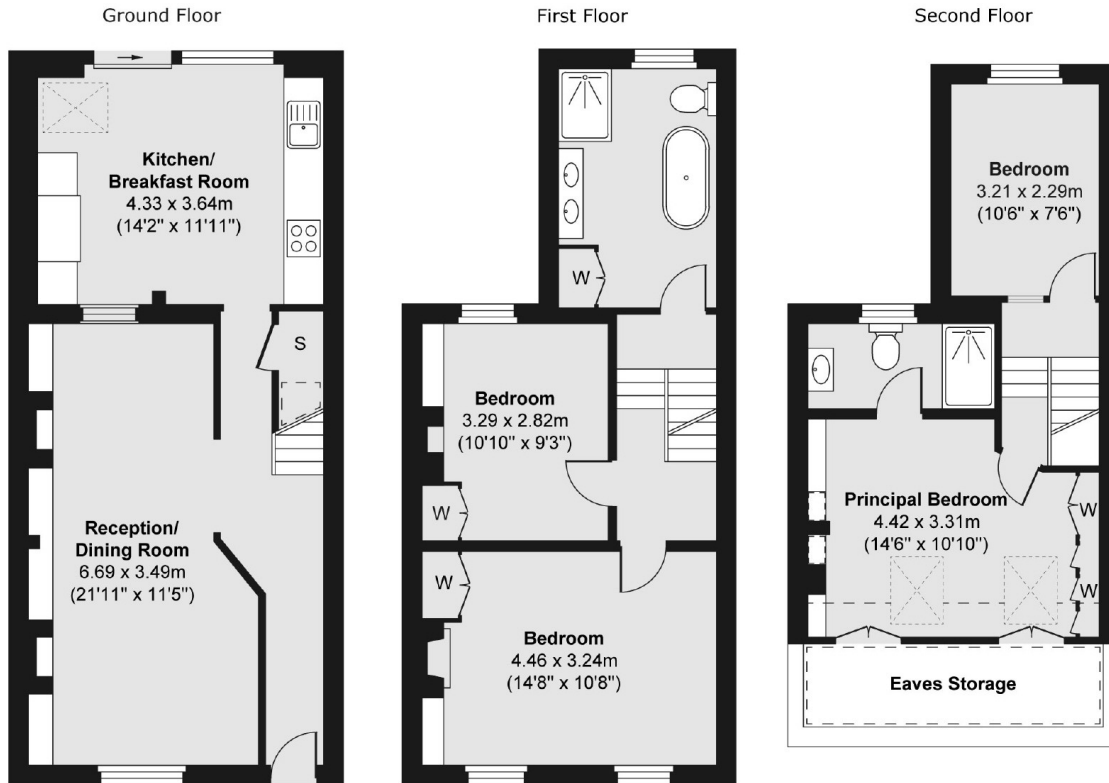 Ground Floor
Kitchen/
Breakfast Room
4.33 x 3.64m
(14'2" x 11'11")
S
Reception/
Dining Room
6.69 x 3.49m
(21'11" x 11'5")
First Floor
W
Bedroom
3.29 x 2.82m
(10'10" x 9'3")
W
W
Bedroom
4.46 x 3.24m
(14'8" x 10'8")
Second Floor
Bedroom
3.21 x 2.29m
(10'6" x 7'6")
Principal Bedroom
4.42 x 3.31m
(14'6" x 10'10")
W
W
Eaves Storage